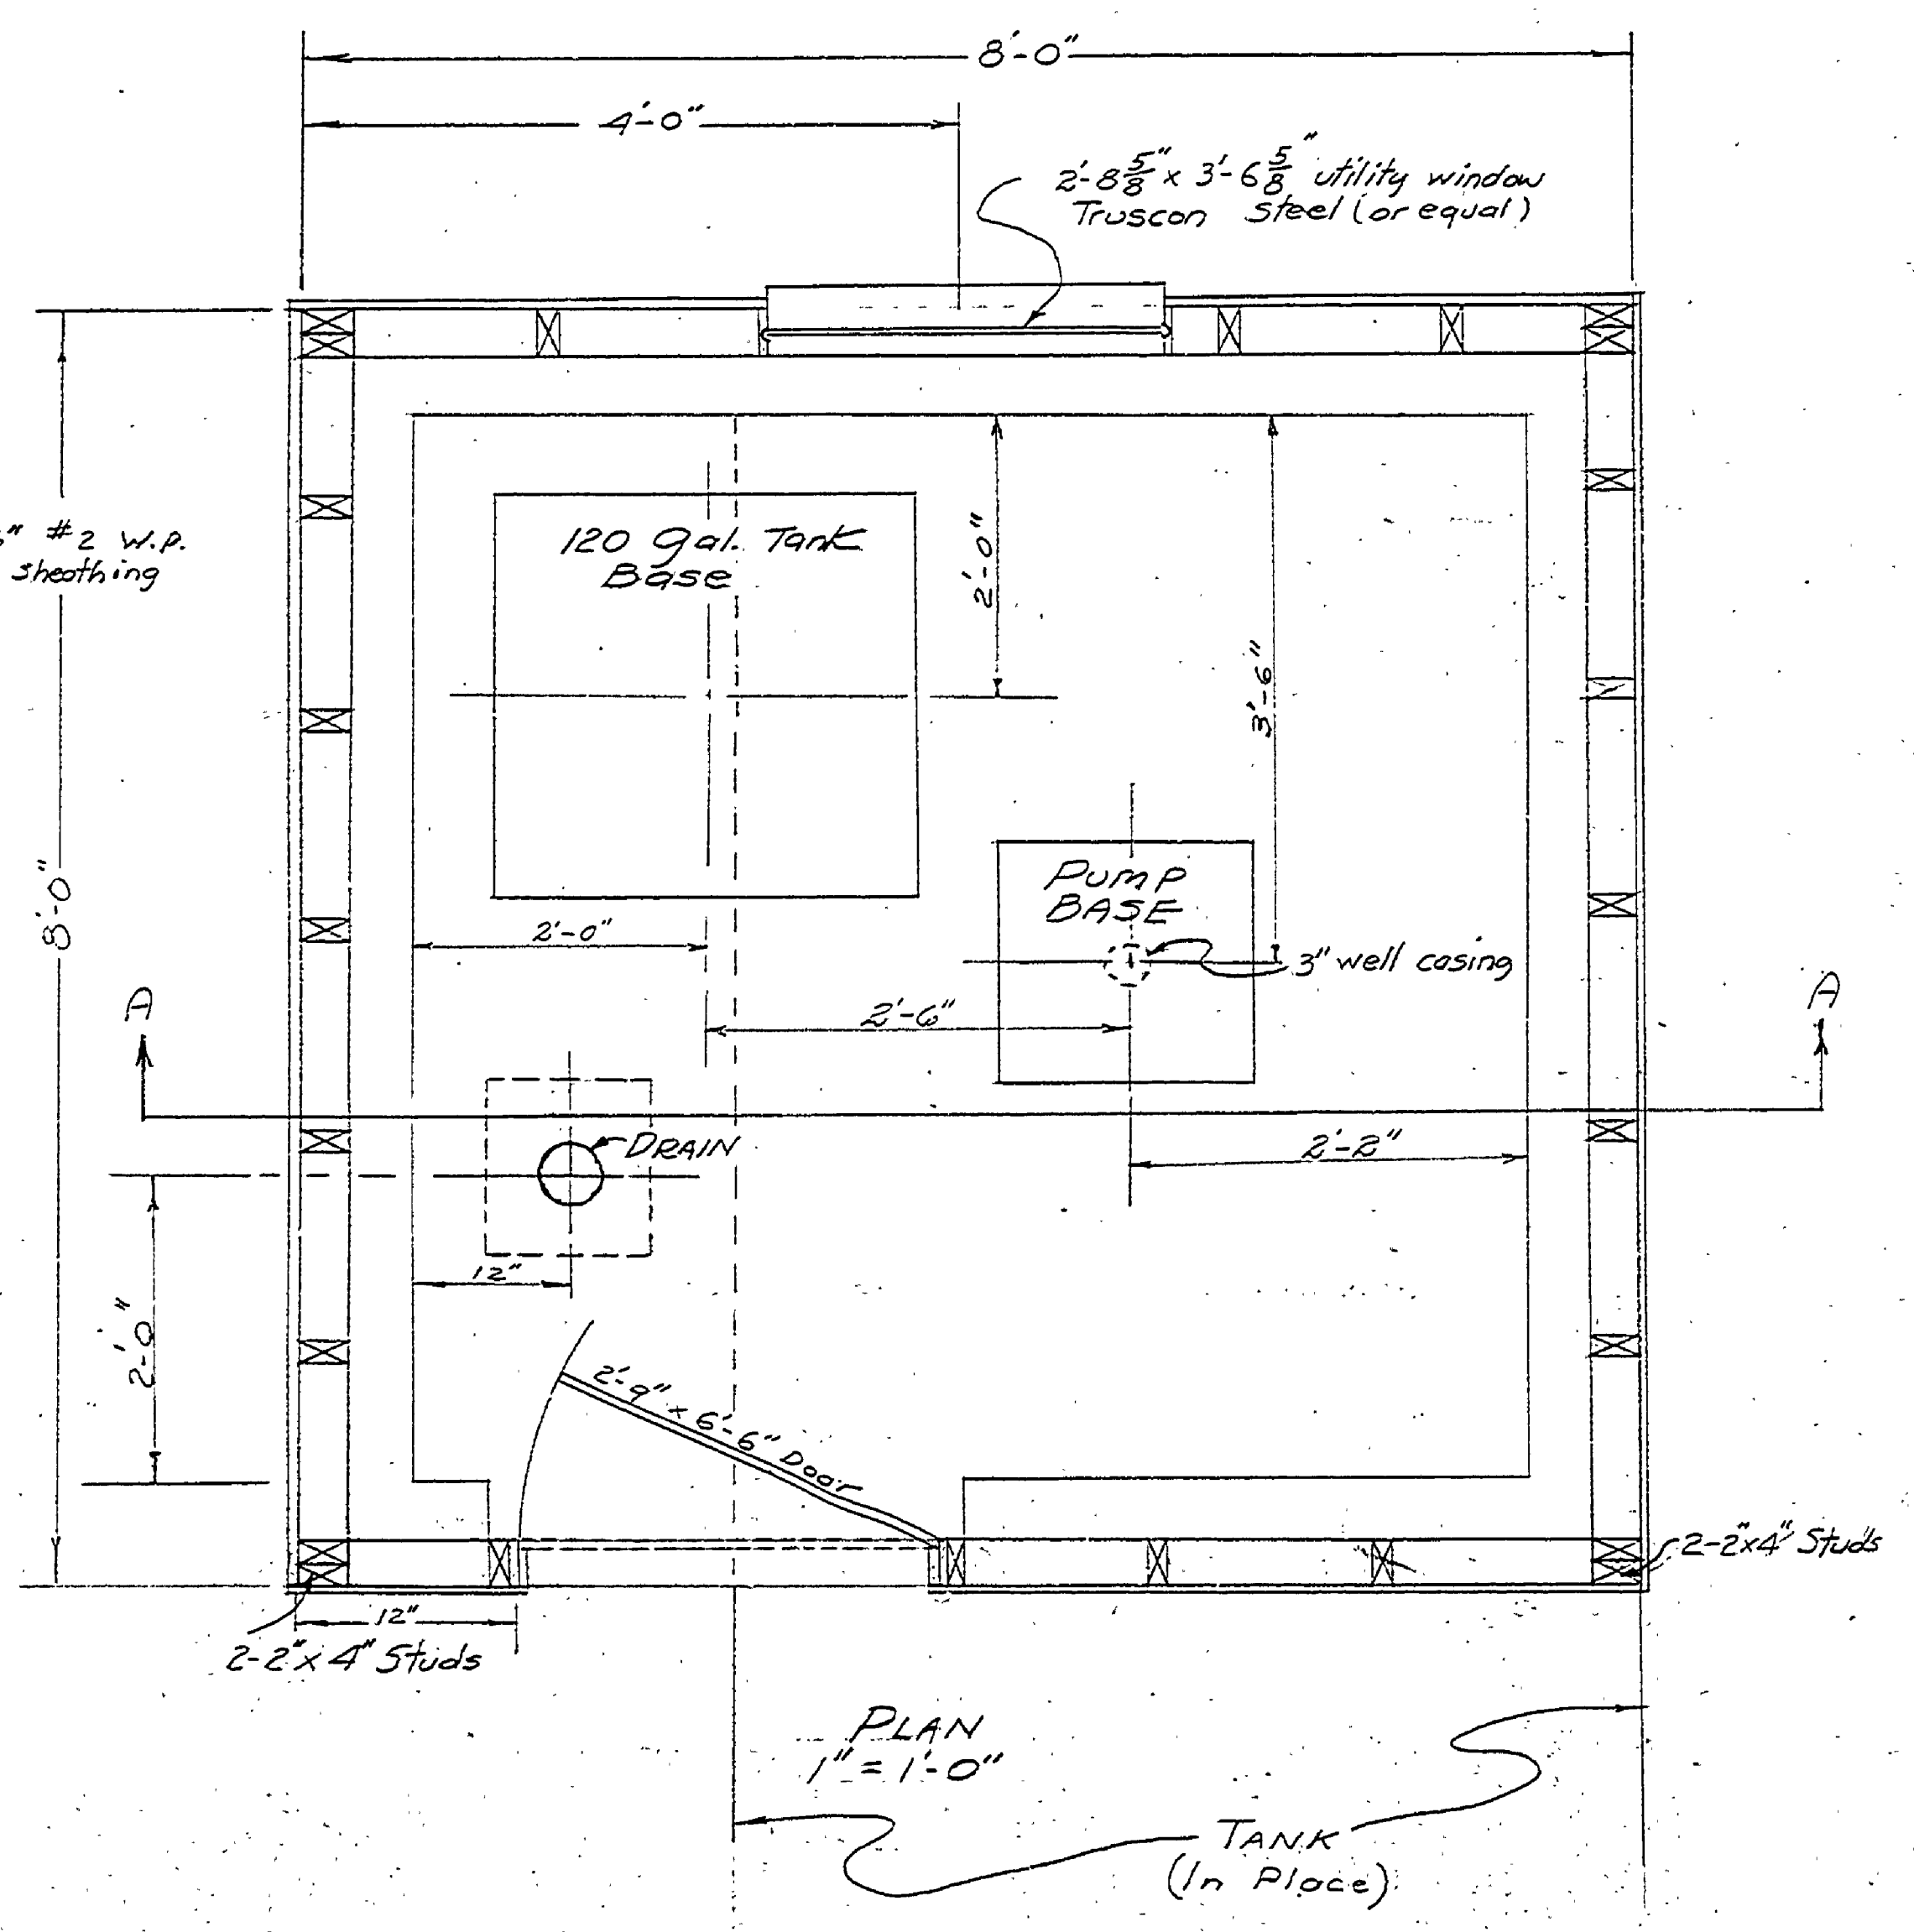 8'-0"
4'-0"
2'-8 5/8" x 3'-6 5/8" utility window
Truscon Steel (or equal)
#2 W.P.
sheathing
120 Gal. Tank
Base
2'-0"
3'-6"
8'-0"
PUMP
BASE
2'-0"
3" well casing
A
A
2'-6"
DRAIN
2'-2"
12"
2'-0"
2'-9" x 6'-6" Door
2-2"x4" Studs
12"
2-2"x4" Studs
PLAN
1" = 1'-0"
TANK
(In Place)